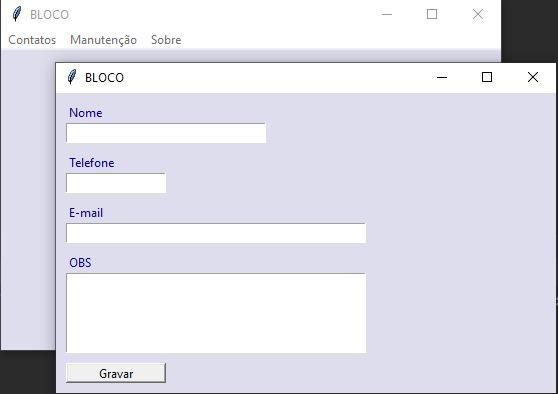 BLOCO
Contatos Manutenção Sobre
BLOCO
Nome
Telefone
E-mail
OBS
Gravar